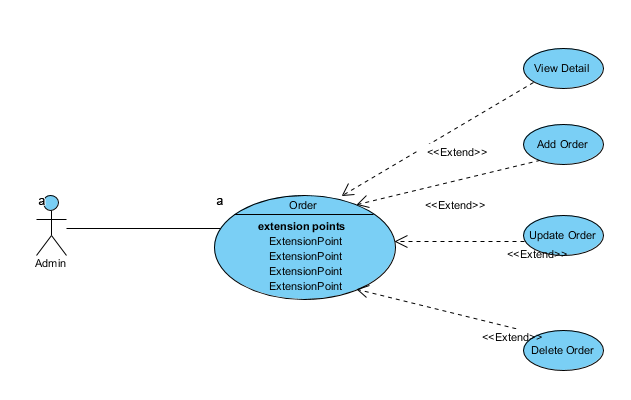 View Detail
<<Extend>>
Add Order
a
a
Order
<<Extend>>
extension points
ExtensionPoint
ExtensionPoint
ExtensionPoint
ExtensionPoint
Update Order
<<Extend>>
Admin
<<Extend>>
Delete Order